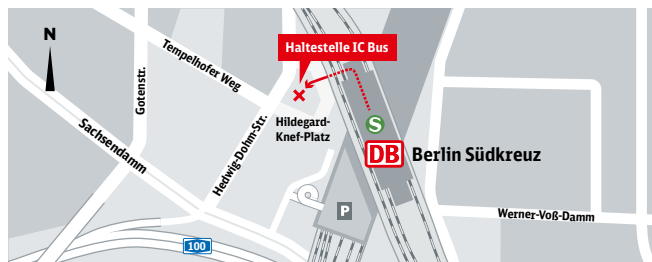 N
Haltestelle IC Bus
Tempelhofer Weg
Gotenstr.
Sachsendamm
Hedwig-Dohm-Str.
Hildegard-
Knef-Platz
S
DB
Berlin Südkreuz
P
Werner-Voß-Damm
100